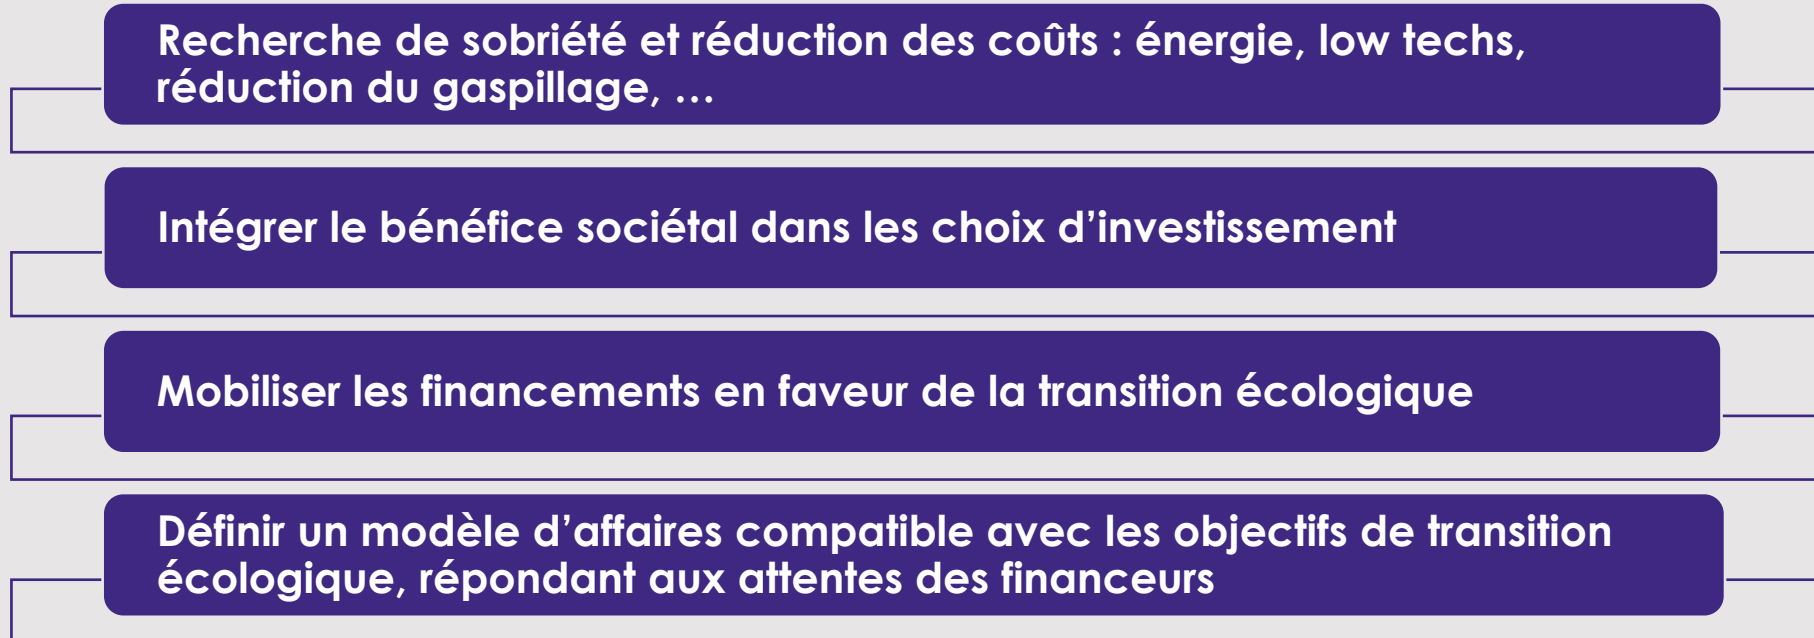 Recherche de sobriété et réduction des coûts : énergie, low techs,
réduction du gaspillage, …
Intégrer le bénéfice sociétal dans les choix d’investissement
Mobiliser les financements en faveur de la transition écologique
Définir un modèle d’affaires compatible avec les objectifs de transition
écologique, répondant aux attentes des financeurs